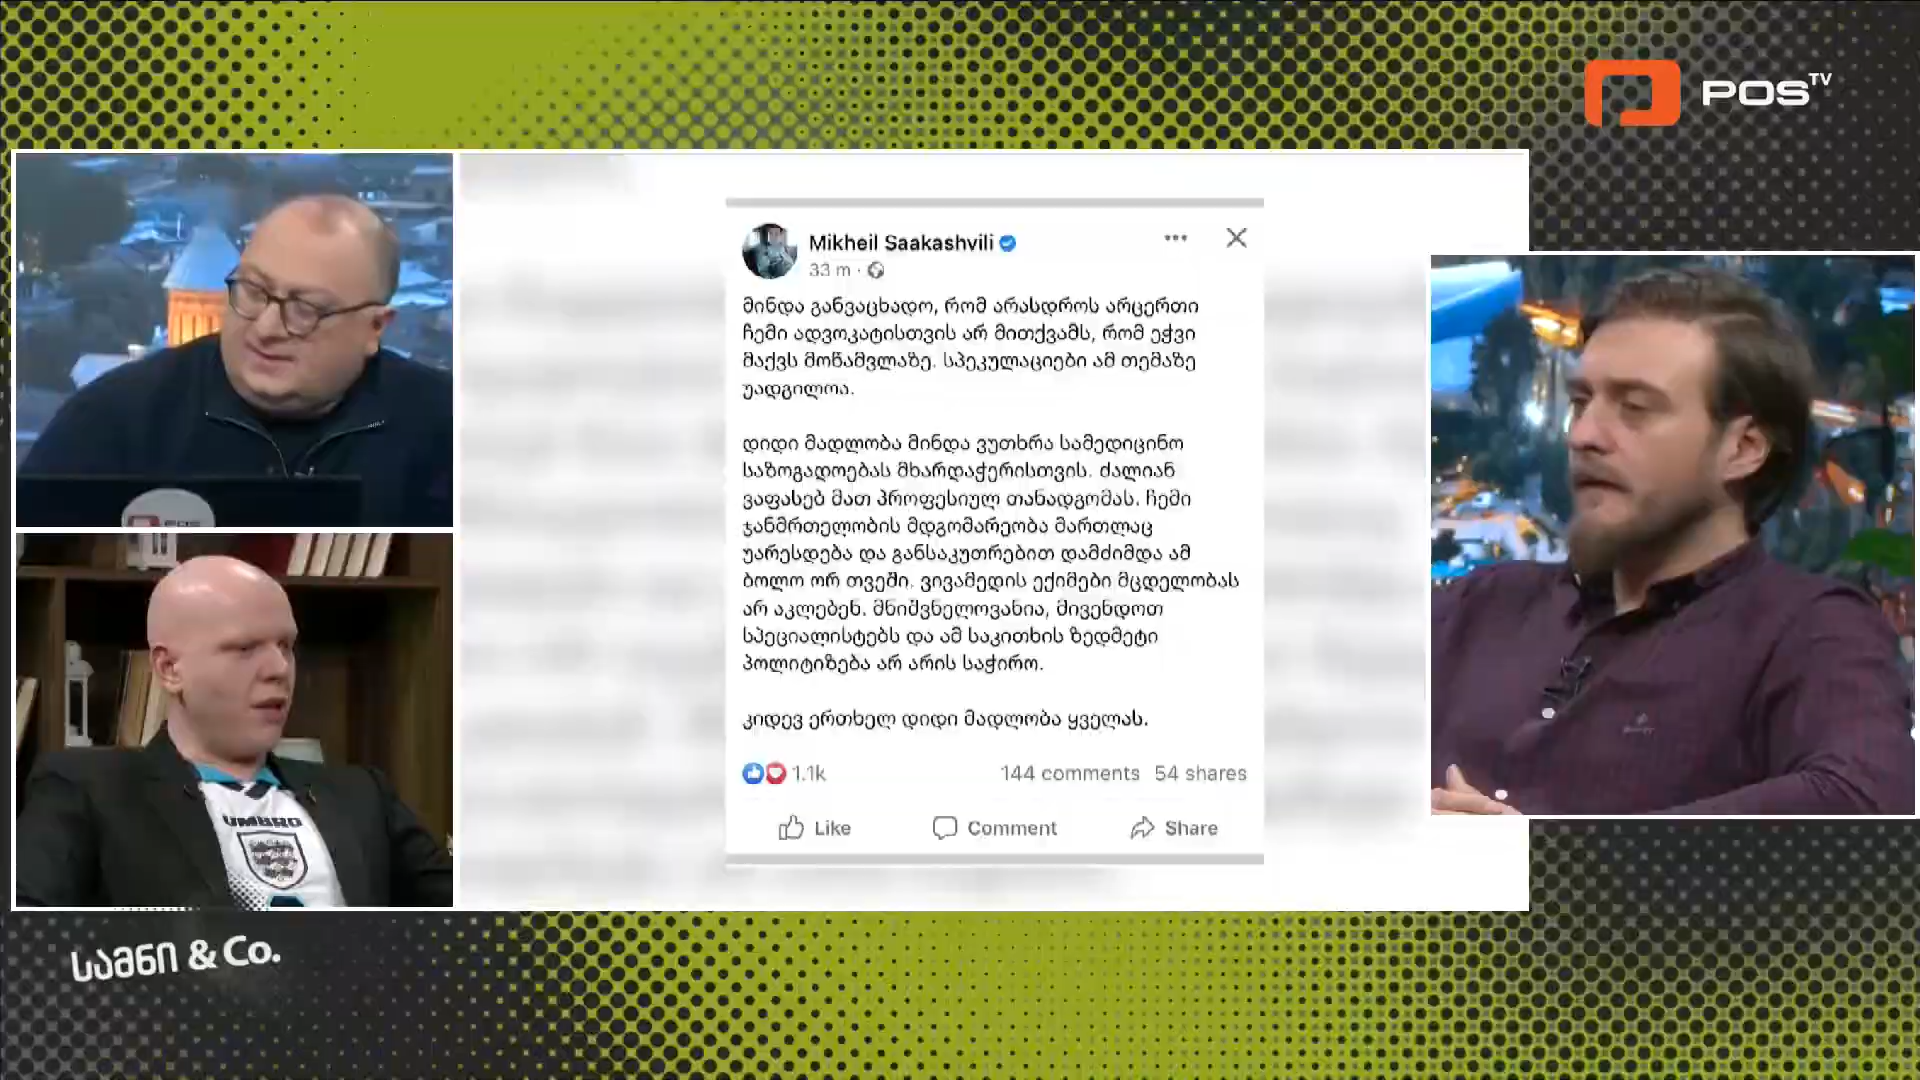 POS TV
Mikheil Saakashvili
33 m
მინდა განვაცხადო, რომ არასდროს არცერთი
ჩემი ადვოკატისთვის არ მითქვამს, რომ ეჭვი
მაქვს მოწამვლაზე. სპეკულაციები ამ თემაზე
უადგილოა.
დიდი მადლობა მინდა ვუთხრა სამედიცინო
საზოგადოებას მხარდაჭერისთვის. ძალიან
ვაფასებ მათ პროფესიულ თანადგომას. ჩემი
ჯანმრთელობის მდგომარეობა მართლაც
უარესდება და განსაკუთრებით დამძიმდა ამ
ბოლო ორ თვეში. ვივამედის ექიმები მცდელობას
არ აკლებენ. მნიშვნელოვანია, მივენდოთ
სპეციალისტებს და ამ საკითხის ზედმეტი
პოლიტიზება არ არის საჭირო.
კიდევ ერთხელ დიდი მადლობა ყველას.
1.1k 144 comments 54 shares
Like Comment Share
UMBRO
სამნი & Co.